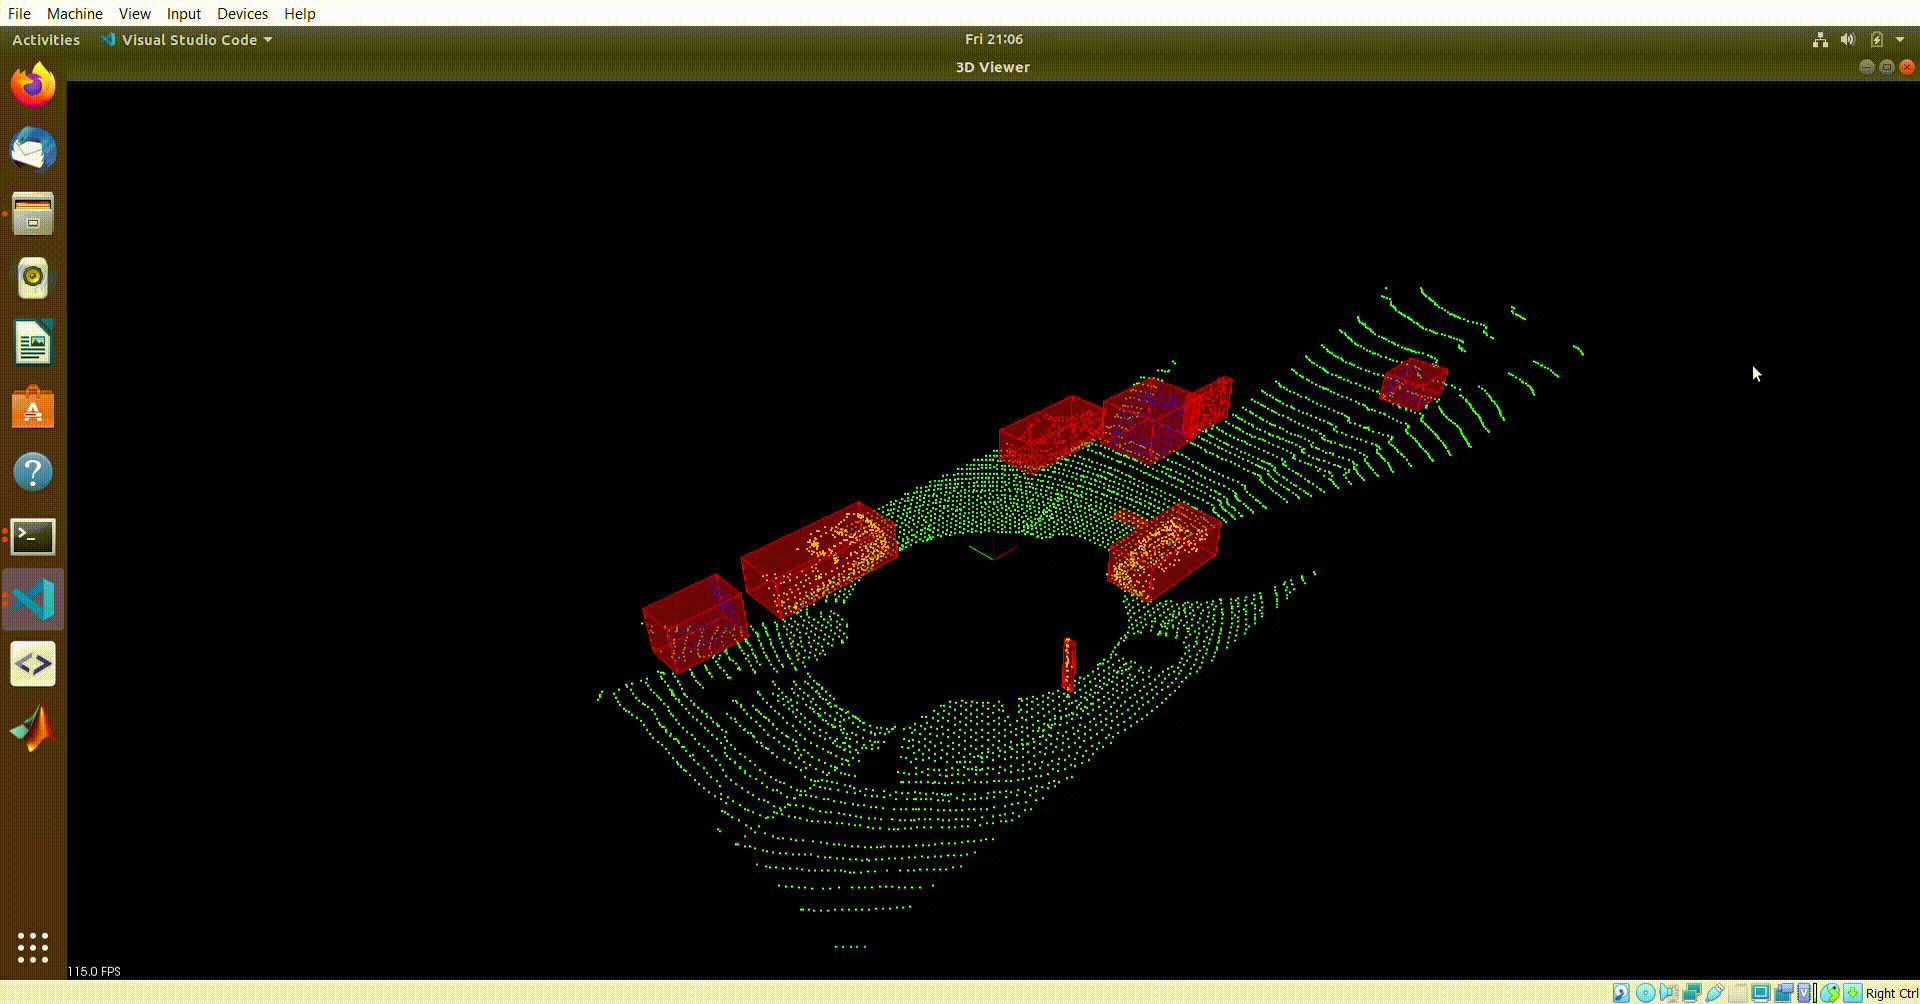 File Machine View Input Devices Help
Activities Visual Studio Code Fri 21:06
3D Viewer
115.0 FPS
Right Ctrl